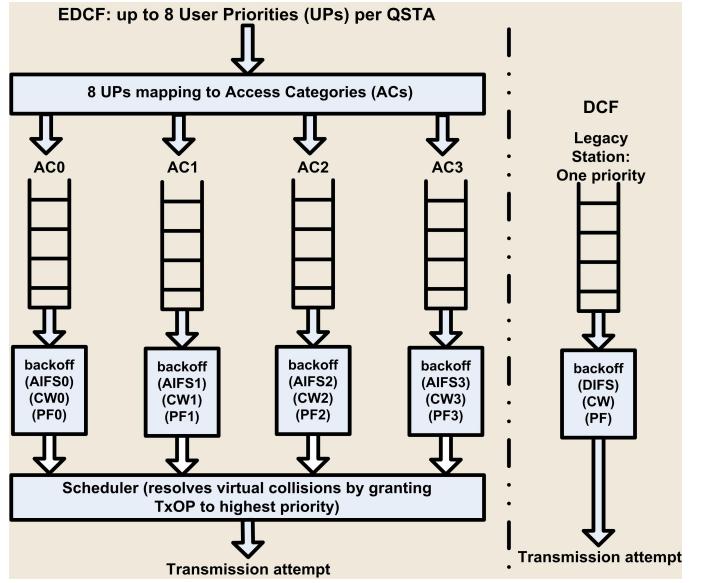 EDCF: up to 8 User Priorities (UPs) per QSTA
8 UPs mapping to Access Categories (ACs)
AC0
AC1
AC2
AC3
backoff
(AIFS0)
(CW0)
(PF0)
backoff
(AIFS1)
(CW1)
(PF1)
backoff
(AIFS2)
(CW2)
(PF2)
backoff
(AIFS3)
(CW3)
(PF3)
Scheduler (resolves virtual collisions by granting
TxOP to highest priority)
Transmission attempt
DCF
Legacy
Station:
One priority
backoff
(DIFS)
(CW)
(PF)
Transmission attempt